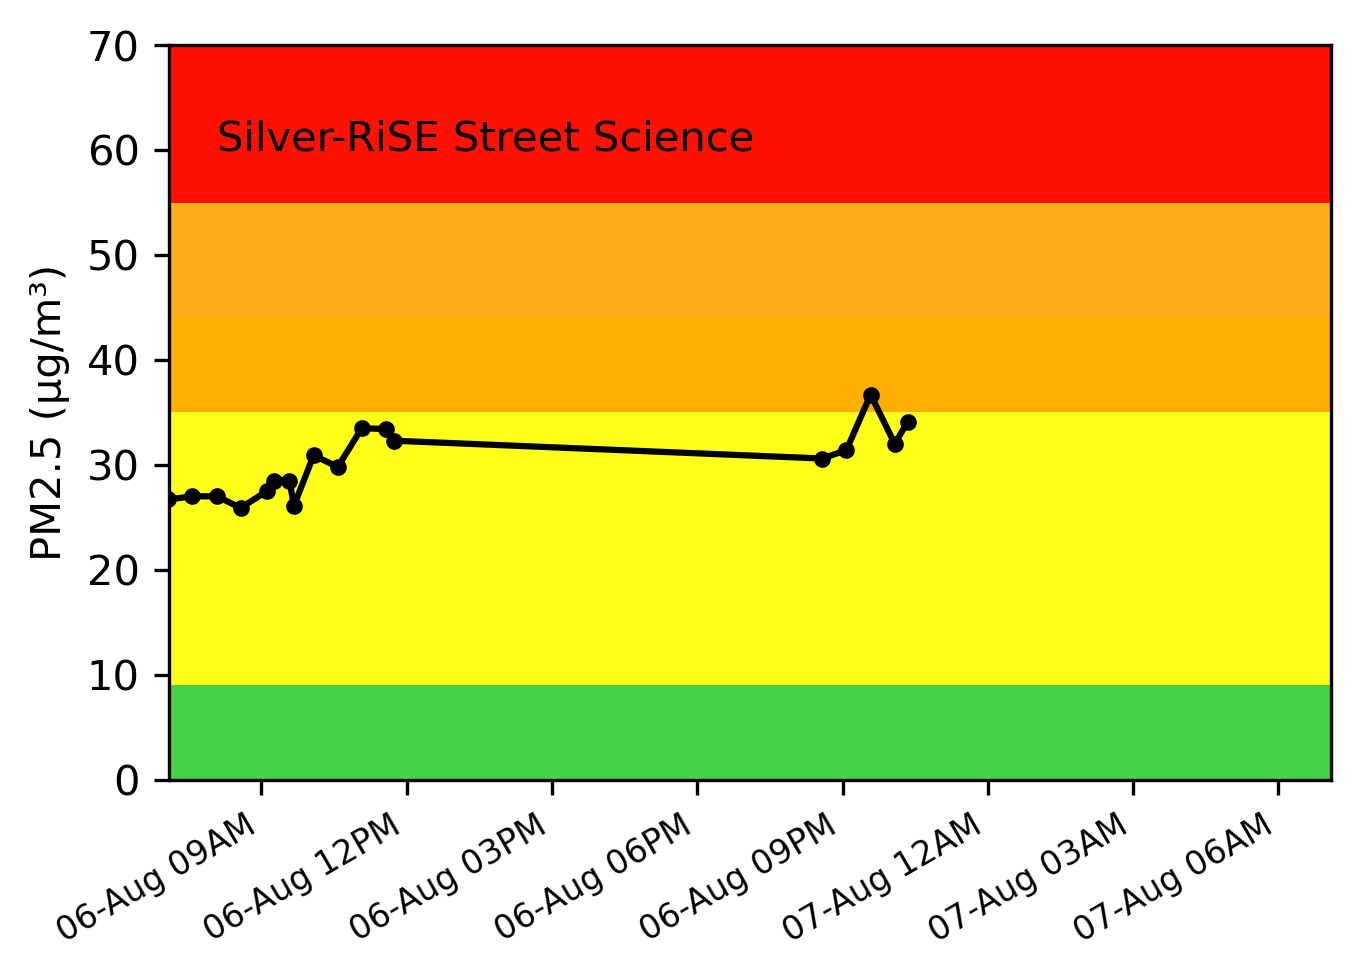 70
Silver-RiSE Street Science
60
50
40
30
20
10
0
PM2.5 (µg/m³)
06-Aug 09AM
06-Aug 12PM
06-Aug 03PM
06-Aug 06PM
06-Aug 09PM
07-Aug 12AM
07-Aug 03AM
07-Aug 06AM